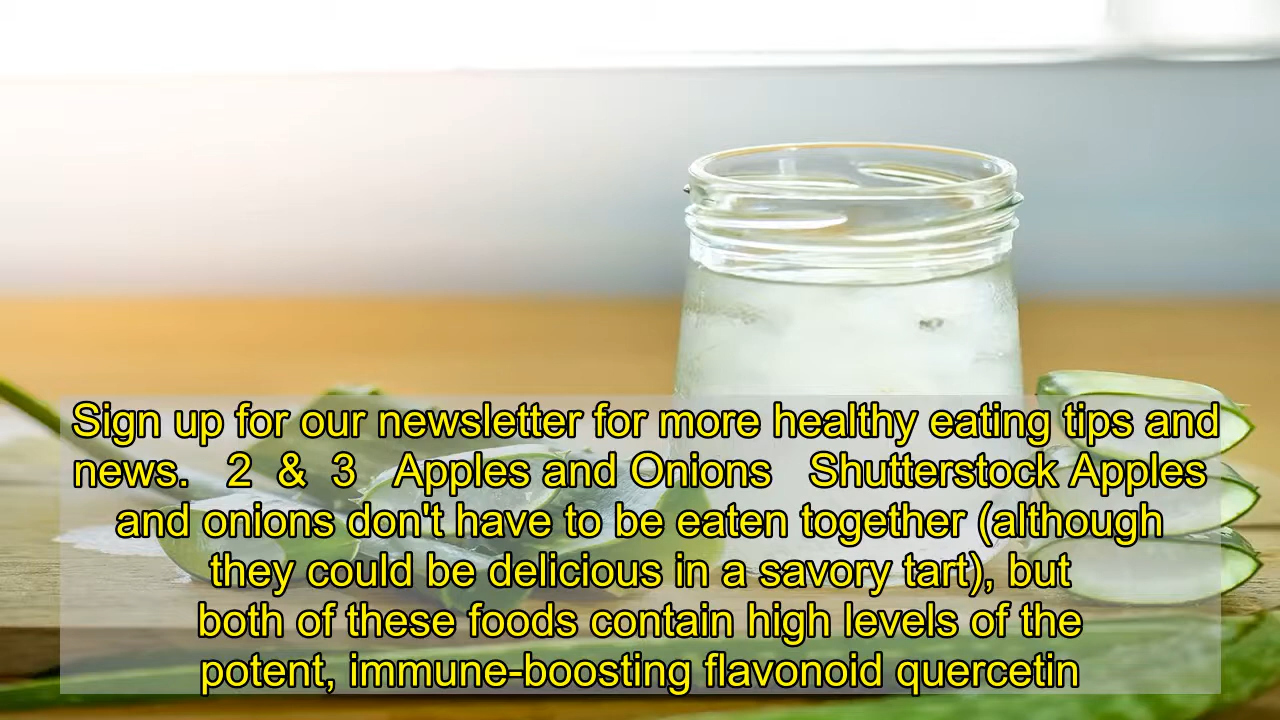 Sign up for our newsletter for more healthy eating tips and
news.   2  &  3   Apples and Onions   Shutterstock Apples
and onions don't have to be eaten together (although
they could be delicious in a savory tart), but
both of these foods contain high levels of the
potent, immune-boosting flavonoid quercetin